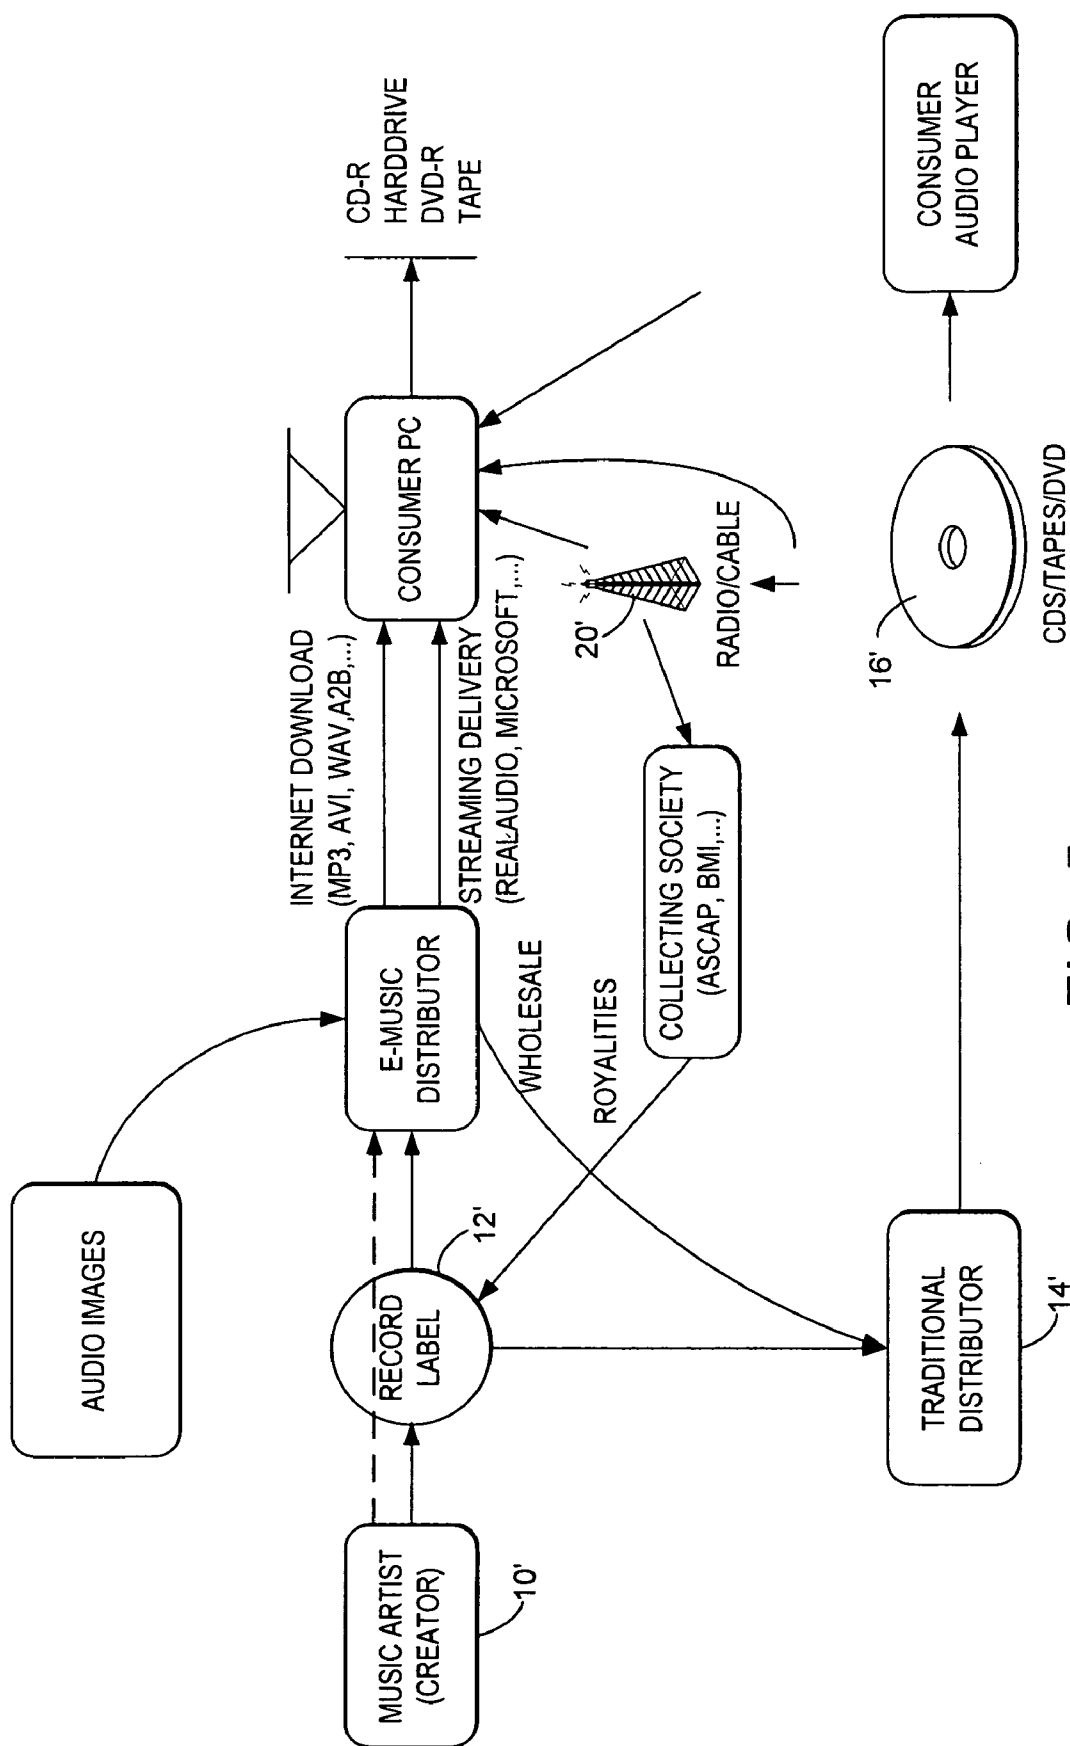 AUDIO IMAGES
INTERNET DOWNLOAD
(MP3, AVI, WAV,A2B,...)
CD-R
HARDDRIVE
DVD-R
TAPE
MUSIC ARTIST
(CREATOR)
10'
RECORD
LABEL
12'
E-MUSIC
DISTRIBUTOR
CONSUMER PC
STREAMING DELIVERY
(REALAUDIO, MICROSOFT,...)
WHOLESALE
ROYALITIES
20'
COLLECTING SOCIETY
(ASCAP, BMI,...)
RADIO/CABLE
TRADITIONAL
DISTRIBUTOR
14'
16'
CDS/TAPES/DVD
CONSUMER
AUDIO PLAYER